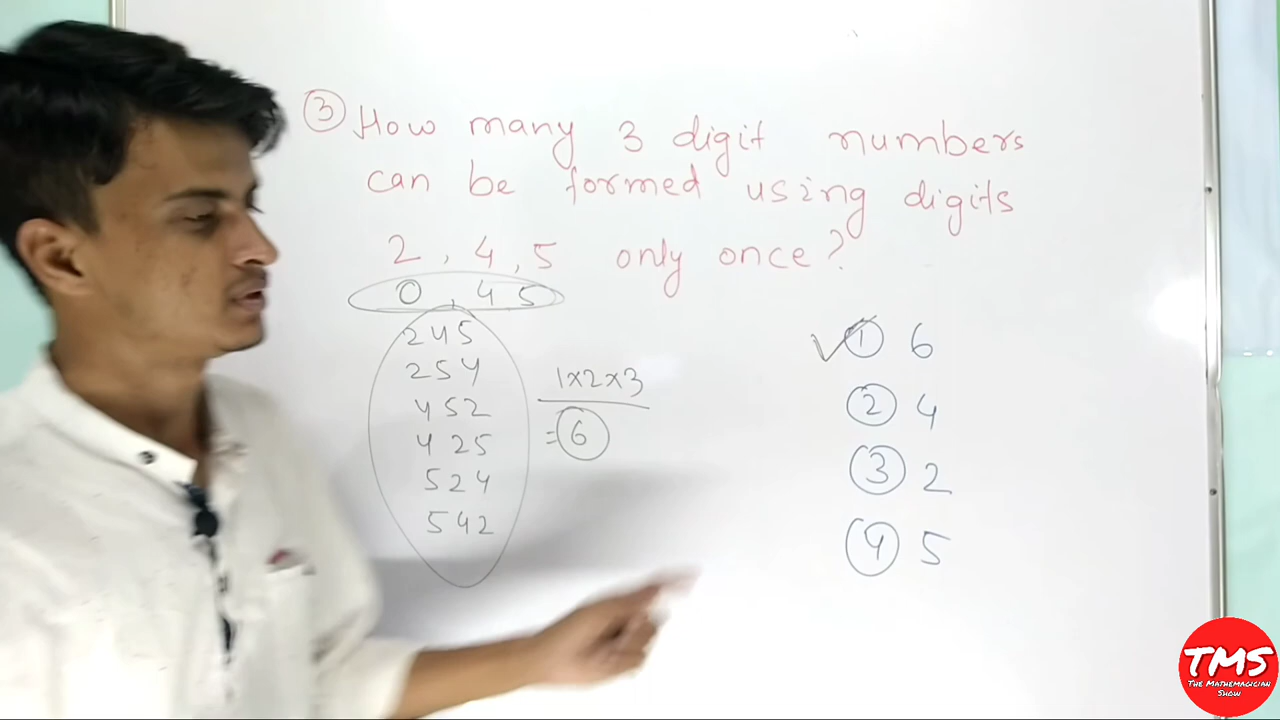 ③ How many 3 digit numbers
can be formed using digits
2, 4, 5 only once?
0, 4 5
245
254
452
425
524
542
1x2x3
= 6
✓ ① 6
② 4
③ 2
④ 5
TMS
THE MATHEMAGICIAN
SHOW